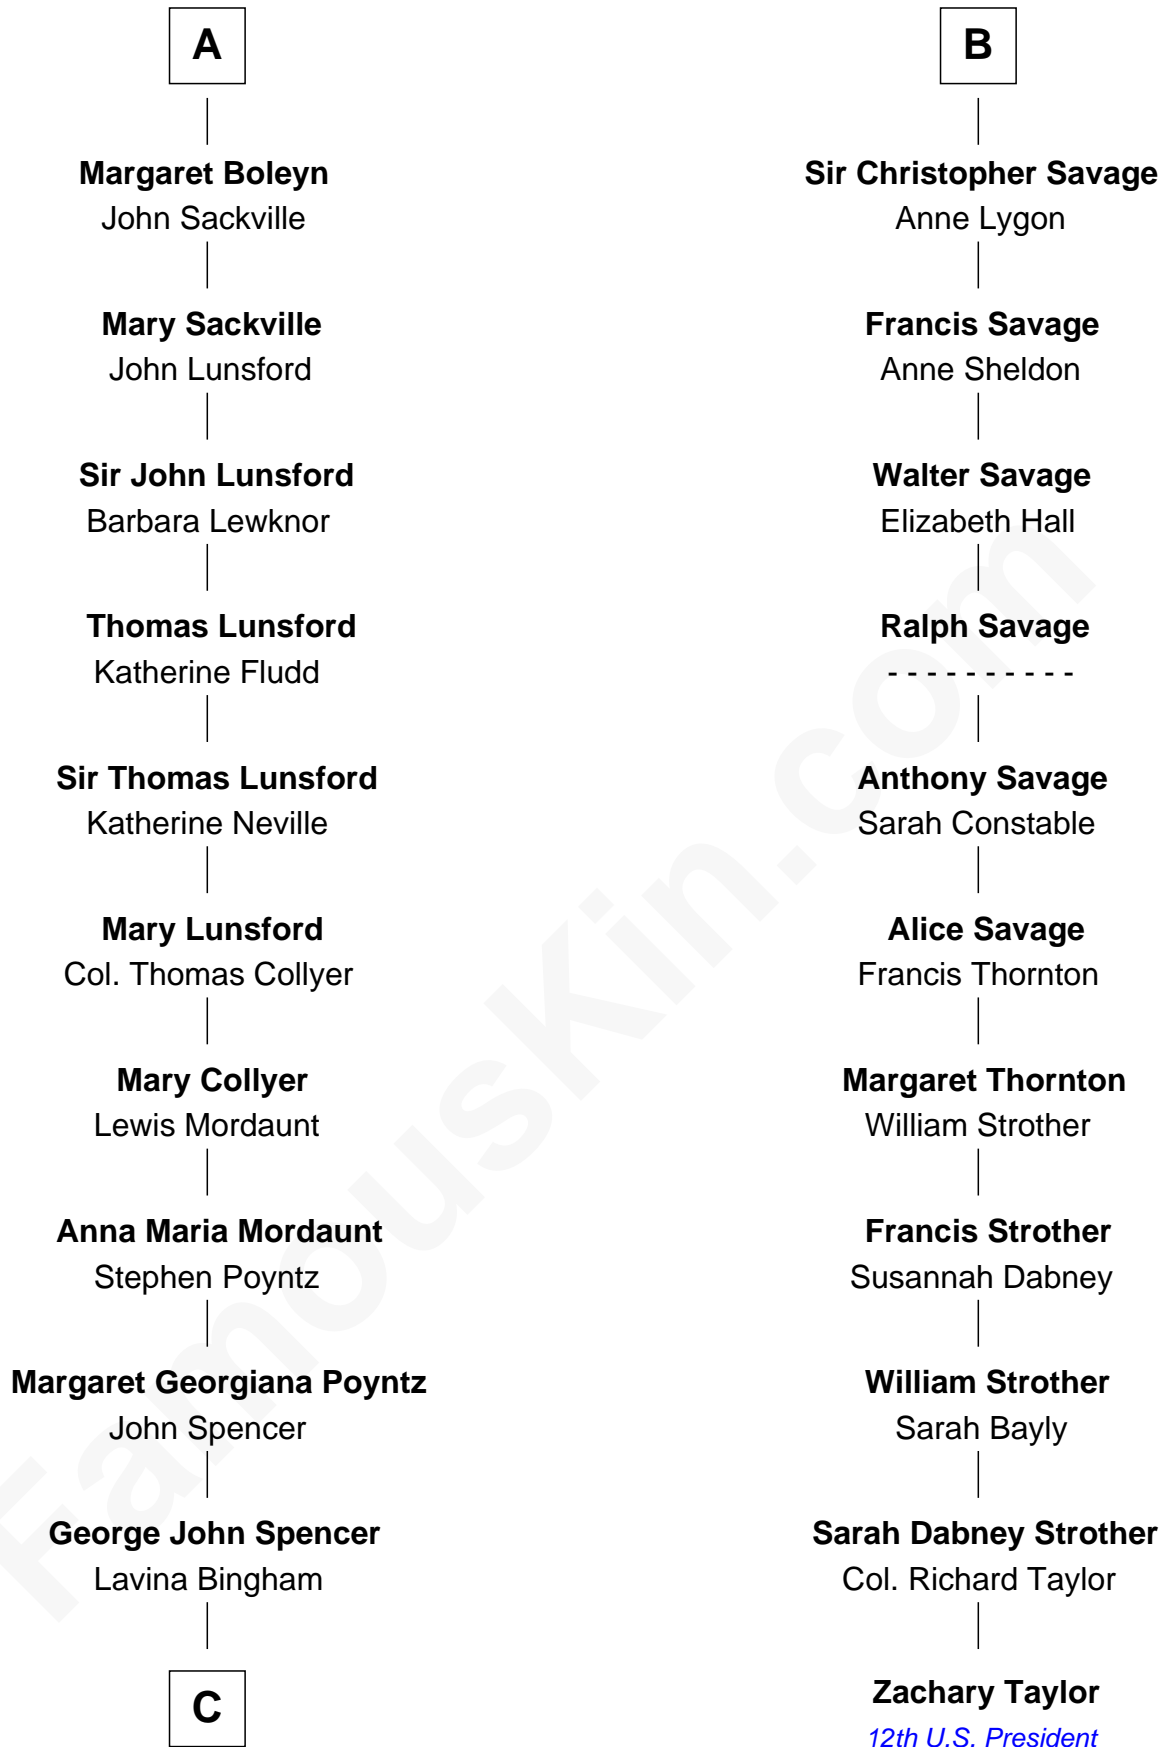 A
Margaret Boleyn
John Sackville
Mary Sackville
John Lunsford
Sir John Lunsford
Barbara Lewknor
Thomas Lunsford
Katherine Fludd
Sir Thomas Lunsford
Katherine Neville
Mary Lunsford
Col. Thomas Collyer
Mary Collyer
Lewis Mordaunt
Anna Maria Mordaunt
Stephen Poyntz
Margaret Georgiana Poyntz
John Spencer
George John Spencer
Lavina Bingham
C
B
Sir Christopher Savage
Anne Lygon
Francis Savage
Anne Sheldon
Walter Savage
Elizabeth Hall
Ralph Savage
- - - - - - - - - -
Anthony Savage
Sarah Constable
Alice Savage
Francis Thornton
Margaret Thornton
William Strother
Francis Strother
Susannah Dabney
William Strother
Sarah Bayly
Sarah Dabney Strother
Col. Richard Taylor
Zachary Taylor
12th U.S. President
FamousKin.com